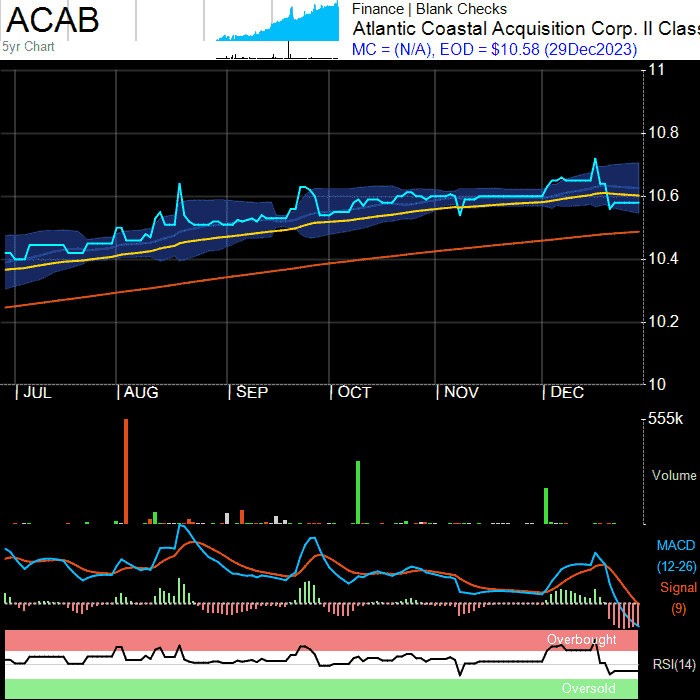 ACAB
5yr Chart
Finance | Blank Checks
Atlantic Coastal Acquisition Corp. II Clas
MC = (N/A), EOD = $10.58 (29Dec2023)
11
10.8
10.6
10.4
10.2
10
JUL
AUG
SEP
OCT
NOV
DEC
555k
Volume
MACD
(12-26)
Signal
(9)
Overbought
RSI(14)
Oversold